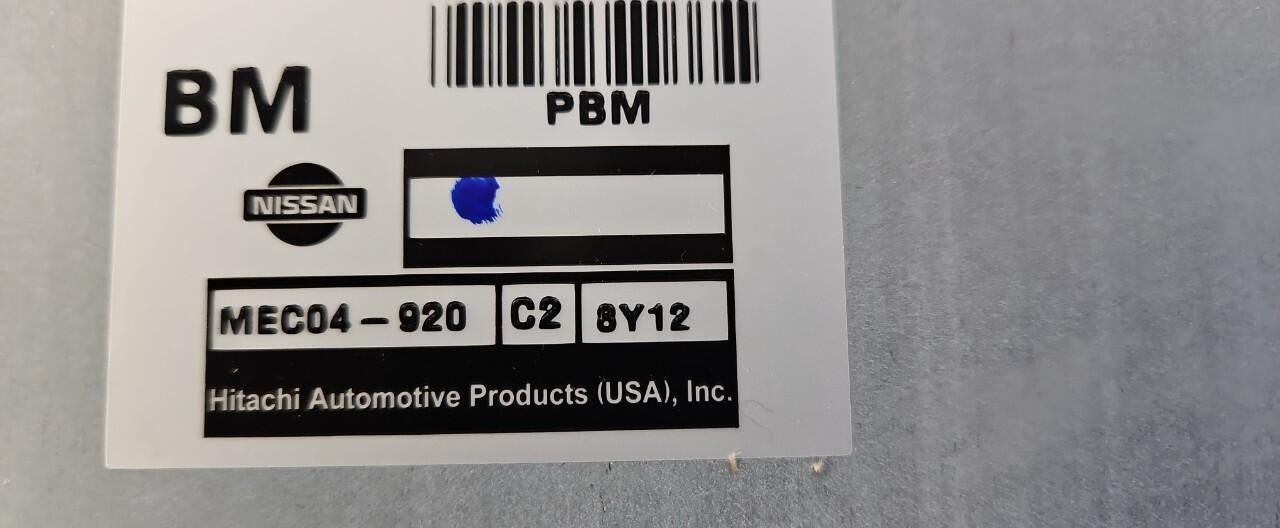 BM
PBM
NISSAN
MEC04-920 C2 8Y12
Hitachi Automotive Products (USA), Inc.